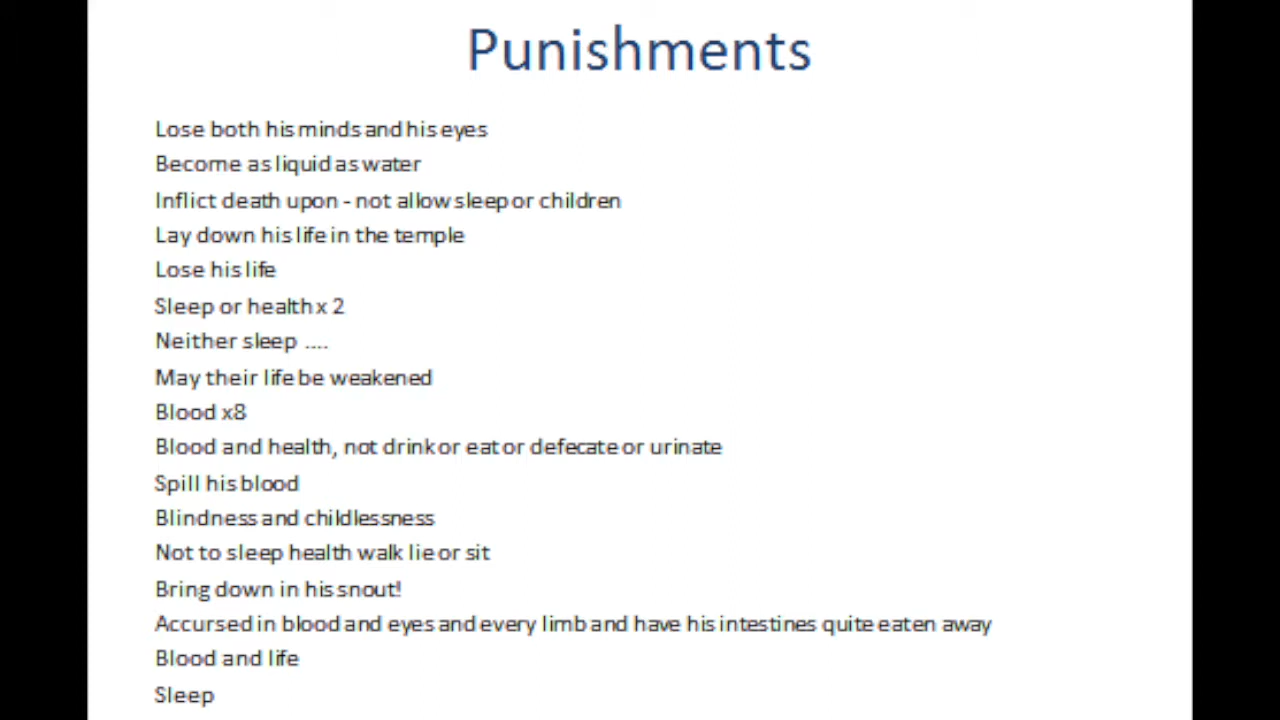 Punishments
Lose both his minds and his eyes
Become as liquid as water
Inflict death upon - not allow sleep or children
Lay down his life in the temple
Lose his life
Sleep or health x 2
Neither sleep ....
May their life be weakened
Blood x8
Blood and health, not drink or eat or defecate or urinate
Spill his blood
Blindness and childlessness
Not to sleep health walk lie or sit
Bring down in his snout!
Accursed in blood and eyes and every limb and have his intestines quite eaten away
Blood and life
Sleep